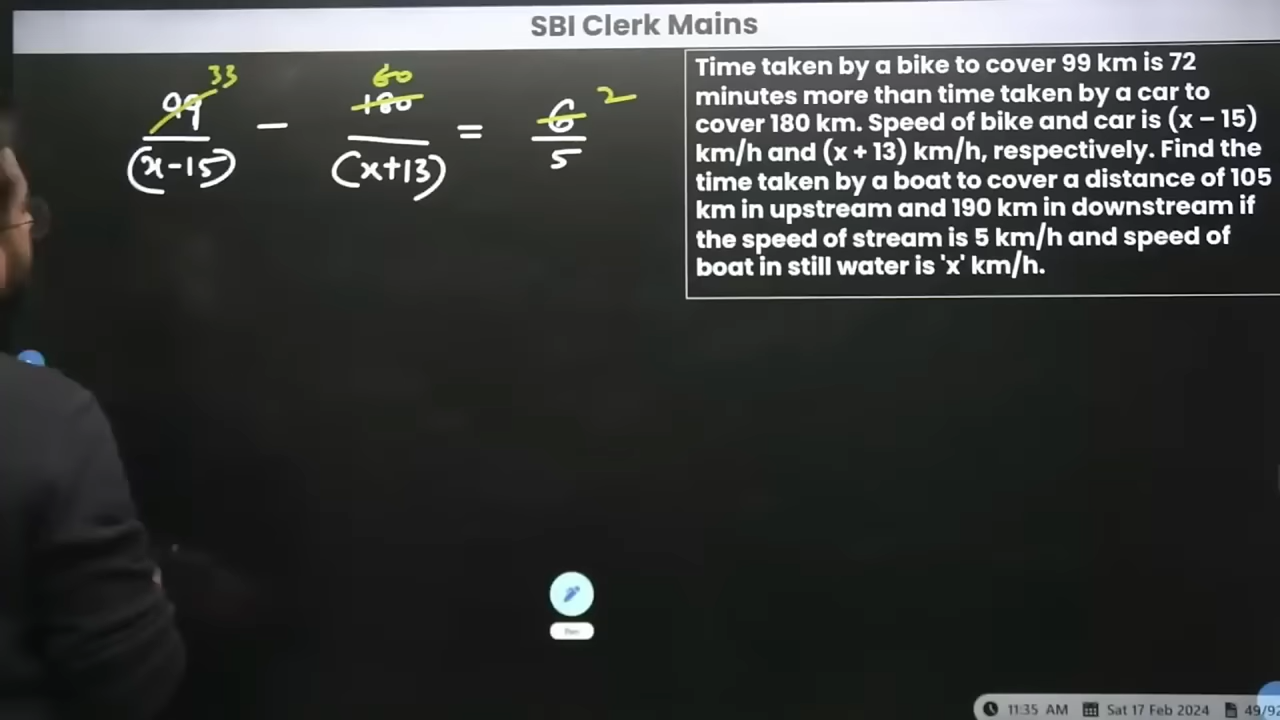 SBI Clerk Mains
99 33 / (x-15) - 180 60 / (x+13) = 6 2 / 5
Time taken by a bike to cover 99 km is 72
minutes more than time taken by a car to
cover 180 km. Speed of bike and car is (x – 15)
km/h and (x + 13) km/h, respectively. Find the
time taken by a boat to cover a distance of 105
km in upstream and 190 km in downstream if
the speed of stream is 5 km/h and speed of
boat in still water is 'x' km/h.
11:35 AM Sat 17 Feb 2024 49/92